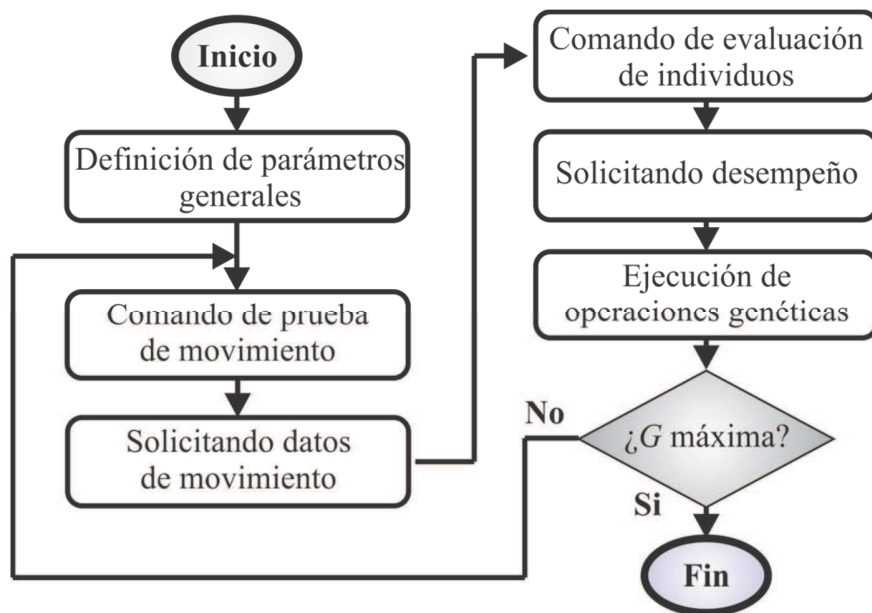 Inicio
Definición de parámetros
generales
Comando de prueba
de movimiento
Solicitando datos
de movimiento
Comando de evaluación
de individuos
Solicitando desempeño
Ejecución de
operaciones genéticas
¿G máxima?
No
Si
Fin